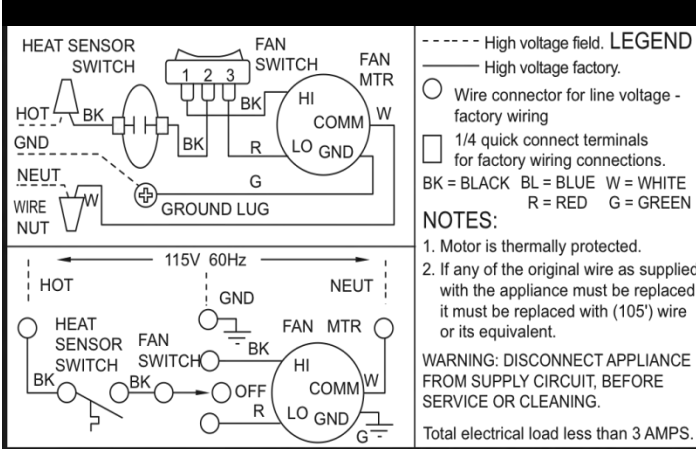 HEAT SENSOR
SWITCH
FAN
SWITCH
FAN
MTR
1 2 3
HOT
BK
BK
BK
HI
COMM
W
GND
R
LO GND
NEUT
G
WIRE
NUT
W
GROUND LUG
115V 60Hz
HOT
GND
NEUT
HEAT
SENSOR
SWITCH
FAN
SWITCH
BK
FAN MTR
HI
BK
BK
OFF
COMM
W
R
LO GND
G
High voltage field. LEGEND
High voltage factory.
Wire connector for line voltage -
factory wiring
1/4 quick connect terminals
for factory wiring connections.
BK = BLACK BL = BLUE W = WHITE
R = RED G = GREEN
NOTES:
1. Motor is thermally protected.
2. If any of the original wire as supplied
with the appliance must be replaced
it must be replaced with (105') wire
or its equivalent.
WARNING: DISCONNECT APPLIANCE
FROM SUPPLY CIRCUIT, BEFORE
SERVICE OR CLEANING.
Total electrical load less than 3 AMPS.